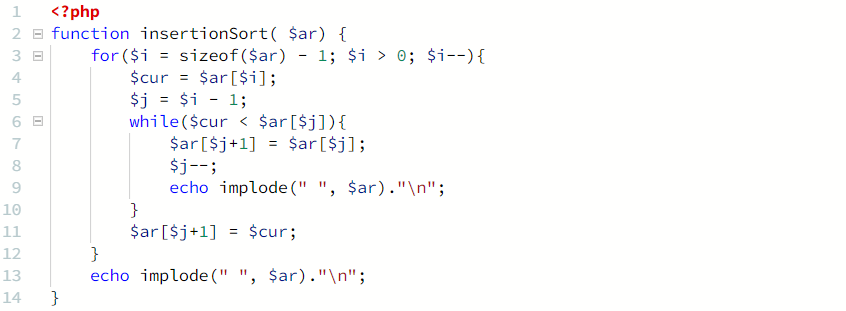 1 <?php
2 function insertionSort( $ar) {
3 for($i = sizeof($ar) - 1; $i > 0; $i--){
4 $cur = $ar[$i];
5 $j = $i - 1;
6 while($cur < $ar[$j]){
7 $ar[$j+1] = $ar[$j];
8 $j--;
9 echo implode(" ", $ar)."\n";
10 }
11 $ar[$j+1] = $cur;
12 }
13 echo implode(" ", $ar)."\n";
14 }